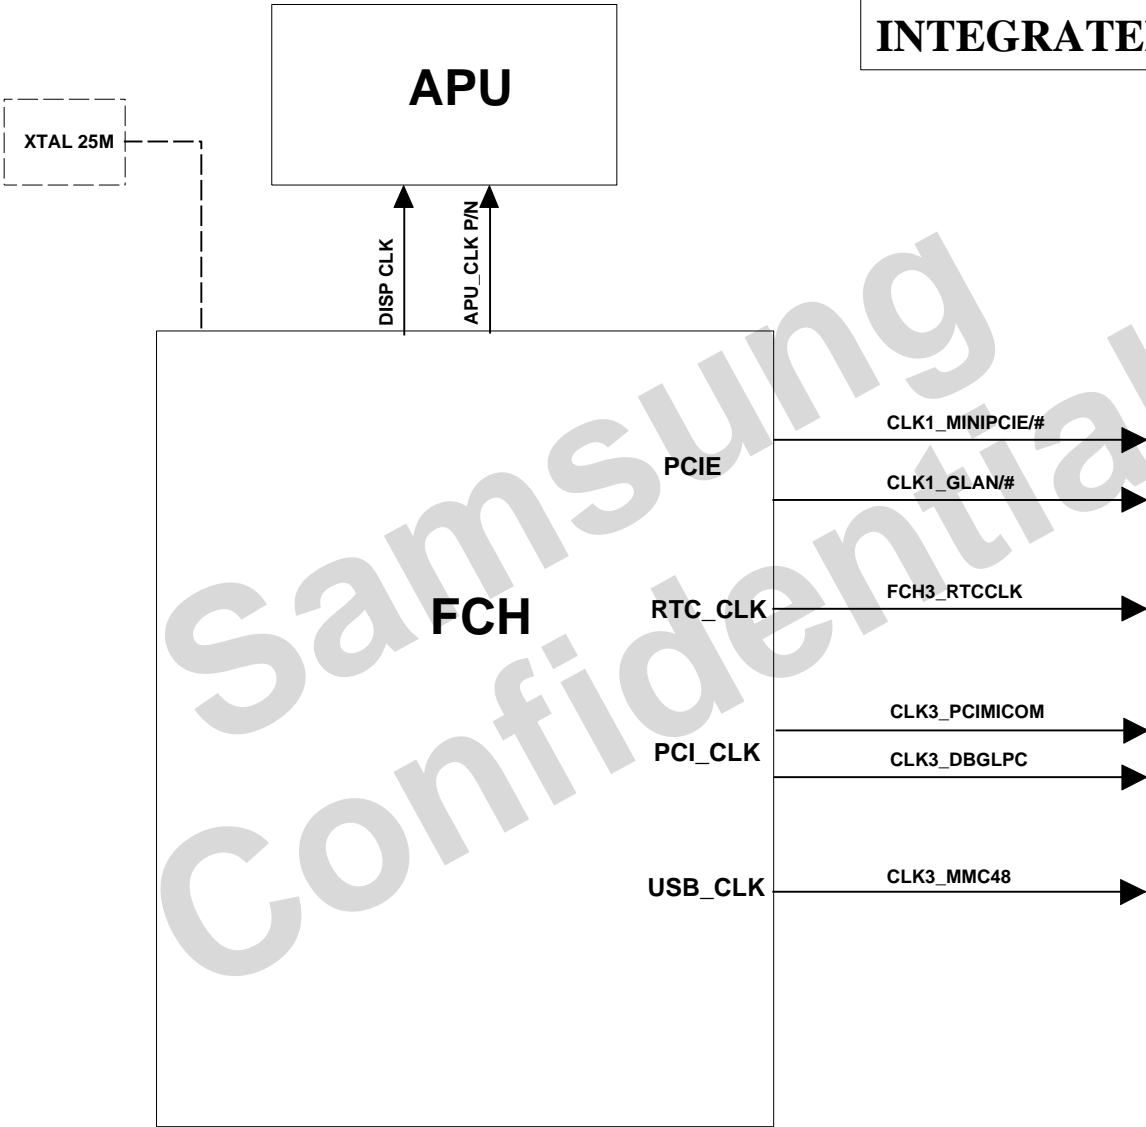 INTEGRATE
APU
XTAL 25M
DISP CLK
APU_CLK P/N
CLK1_MINIPCIE/#
PCIE
CLK1_GLAN/#
FCH
RTC_CLK
FCH3_RTCCLK
CLK3_PCIMICOM
PCI_CLK
CLK3_DBGLPC
USB_CLK
CLK3_MMC48
Samsung
Confidential